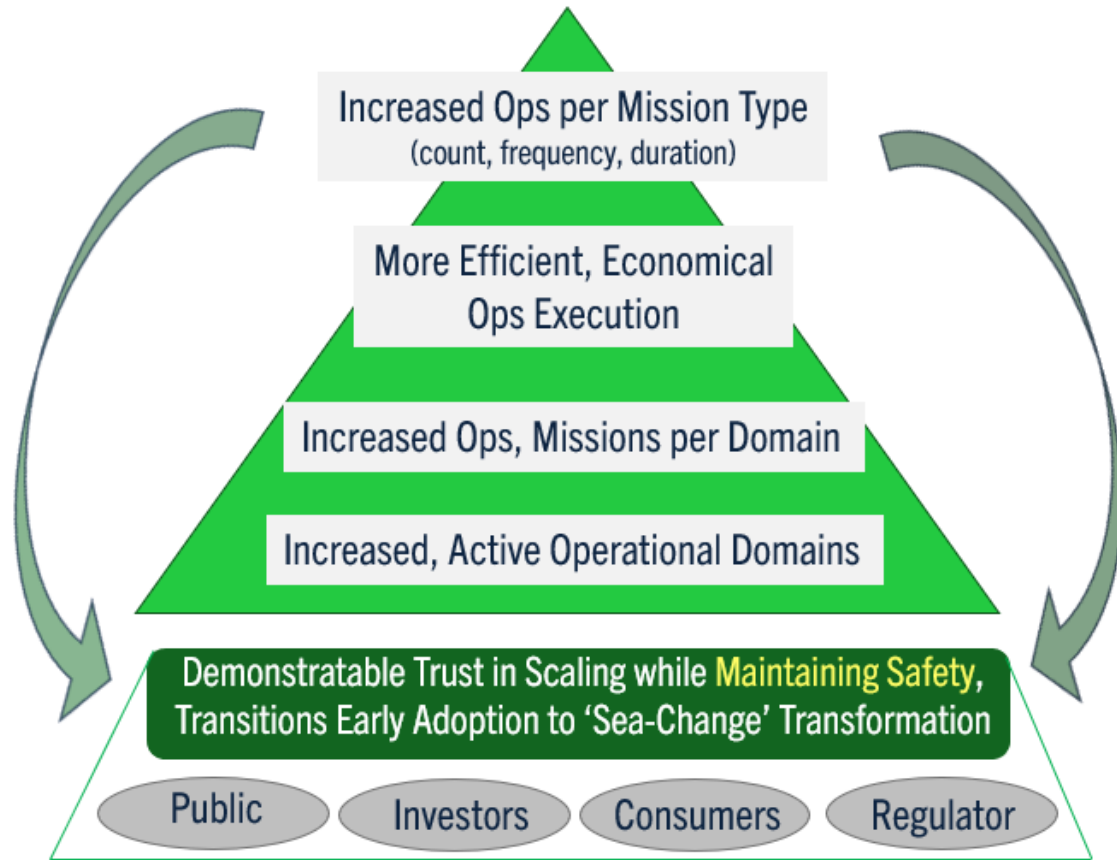 Increased Ops per Mission Type
(count, frequency, duration)
More Efficient, Economical
Ops Execution
Increased Ops, Missions per Domain
Increased, Active Operational Domains
Demonstratable Trust in Scaling while Maintaining Safety,
Transitions Early Adoption to ‘Sea-Change’ Transformation
Public
Investors
Consumers
Regulator